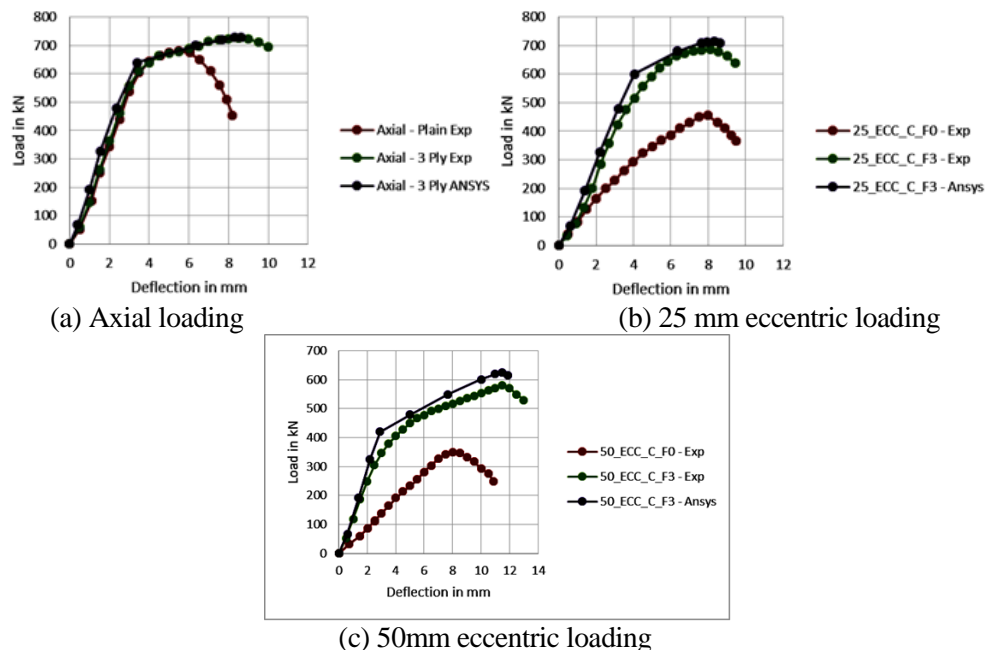 800
700
600
500
400
300
200
100
0
Load in kN
0 2 4 6 8 10 12
Deflection in mm
Axial - Plain Exp
Axial - 3 Ply Exp
Axial - 3 Ply ANSYS
(a) Axial loading
800
700
600
500
400
300
200
100
0
Load in kN
0 2 4 6 8 10 12
Deflection in mm
25_ECC_C_F0 - Exp
25_ECC_C_F3 - Exp
25_ECC_C_F3 - Ansys
(b) 25 mm eccentric loading
700
600
500
400
300
200
100
0
Load in kN
0 2 4 6 8 10 12 14
Deflection in mm
50_ECC_C_F0 - Exp
50_ECC_C_F3 - Exp
50_ECC_C_F3 - Ansys
(c) 50mm eccentric loading